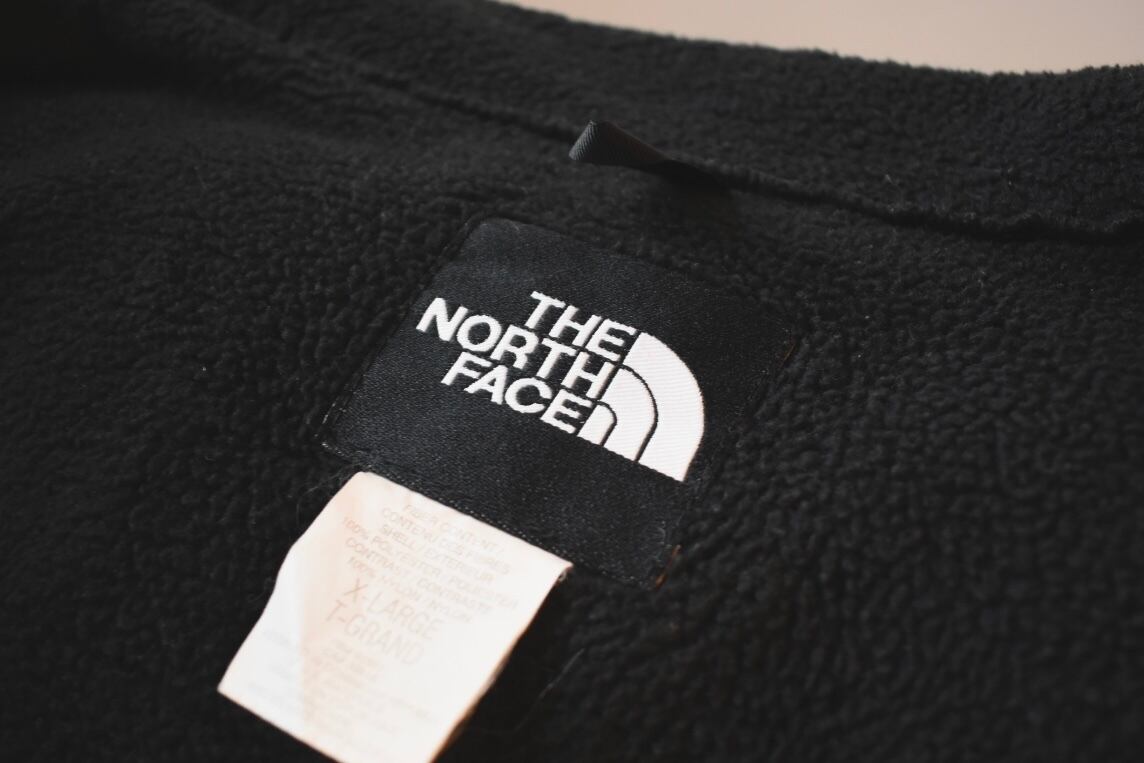 THE
NORTH
FACE
FIBER CONTENT/
CONTENU DES FIBRES
SHELL / EXTERIEUR
100% POLYESTER, POLYESTER
CONTRAST/ CONTRASTE
100% NYLON / NYLON
X-LARGE
T-GRAND